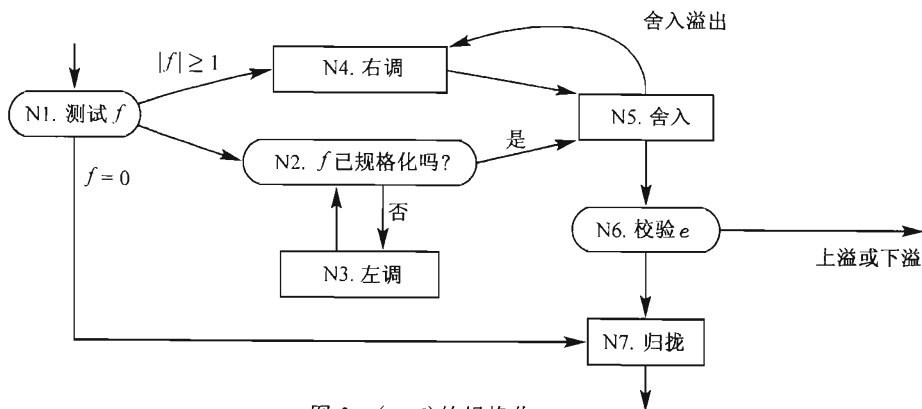 舍入溢出
|f| ≥ 1
N4. 右调
N1. 测试 f
N5. 舍入
N2. f 已规格化吗?
是
f = 0
否
N6. 校验 e
上溢或下溢
N3. 左调
N7. 归拢